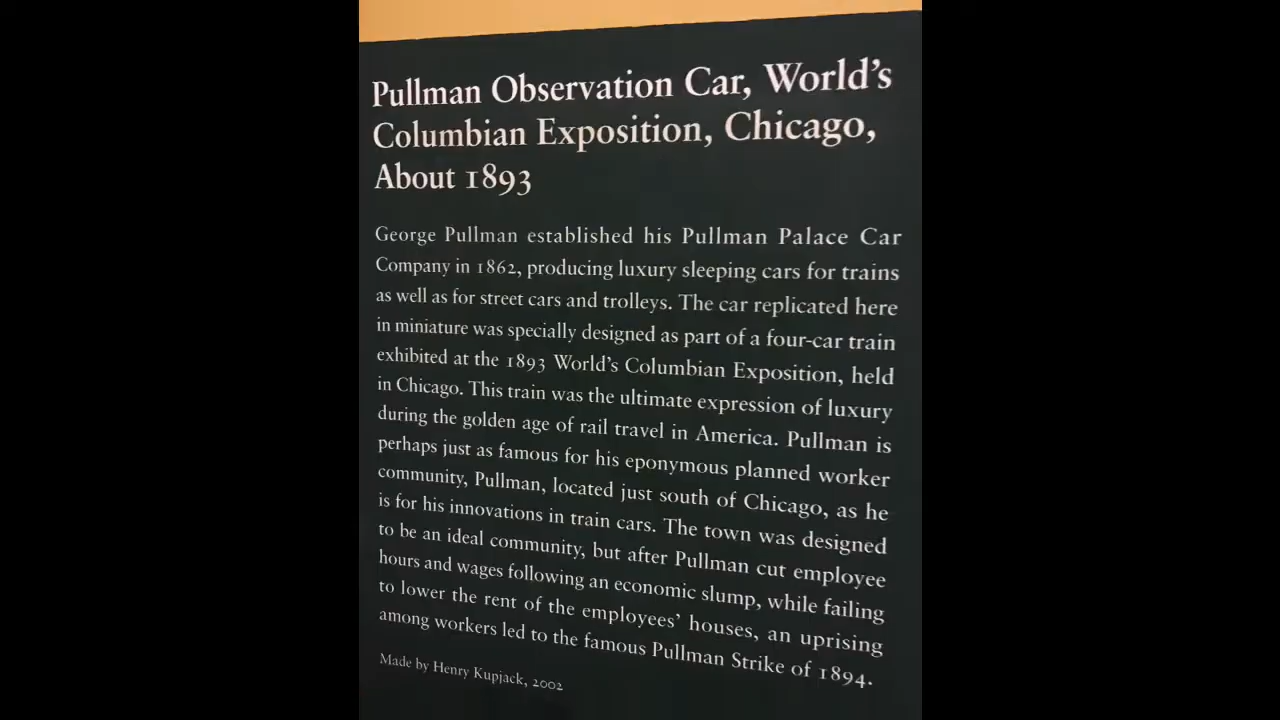 Pullman Observation Car, World's
Columbian Exposition, Chicago,
About 1893
George Pullman established his Pullman Palace Car
Company in 1862, producing luxury sleeping cars for trains
as well as for street cars and trolleys. The car replicated here
in miniature was specially designed as part of a four-car train
exhibited at the 1893 World's Columbian Exposition, held
in Chicago. This train was the ultimate expression of luxury
during the golden age of rail travel in America. Pullman is
perhaps just as famous for his eponymous planned worker
community, Pullman, located just south of Chicago, as he
is for his innovations in train cars. The town was designed
to be an ideal community, but after Pullman cut employee
hours and wages following an economic slump, while failing
to lower the rent of the employees' houses, an uprising
among workers led to the famous Pullman Strike of 1894.
Made by Henry Kupjack, 2002